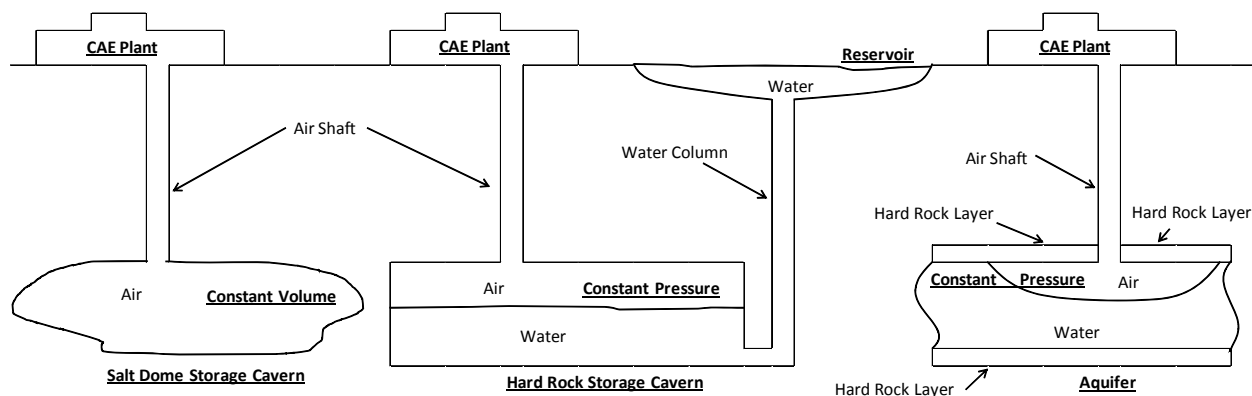 CAE Plant
CAE Plant
CAE Plant
Reservoir
Water
Air Shaft
Water Column
Air Shaft
Hard Rock Layer
Hard Rock Layer
Air
Constant Volume
Air
Constant Pressure
Constant Pressure
Air
Water
Water
Salt Dome Storage Cavern
Hard Rock Storage Cavern
Hard Rock Layer
Aquifer